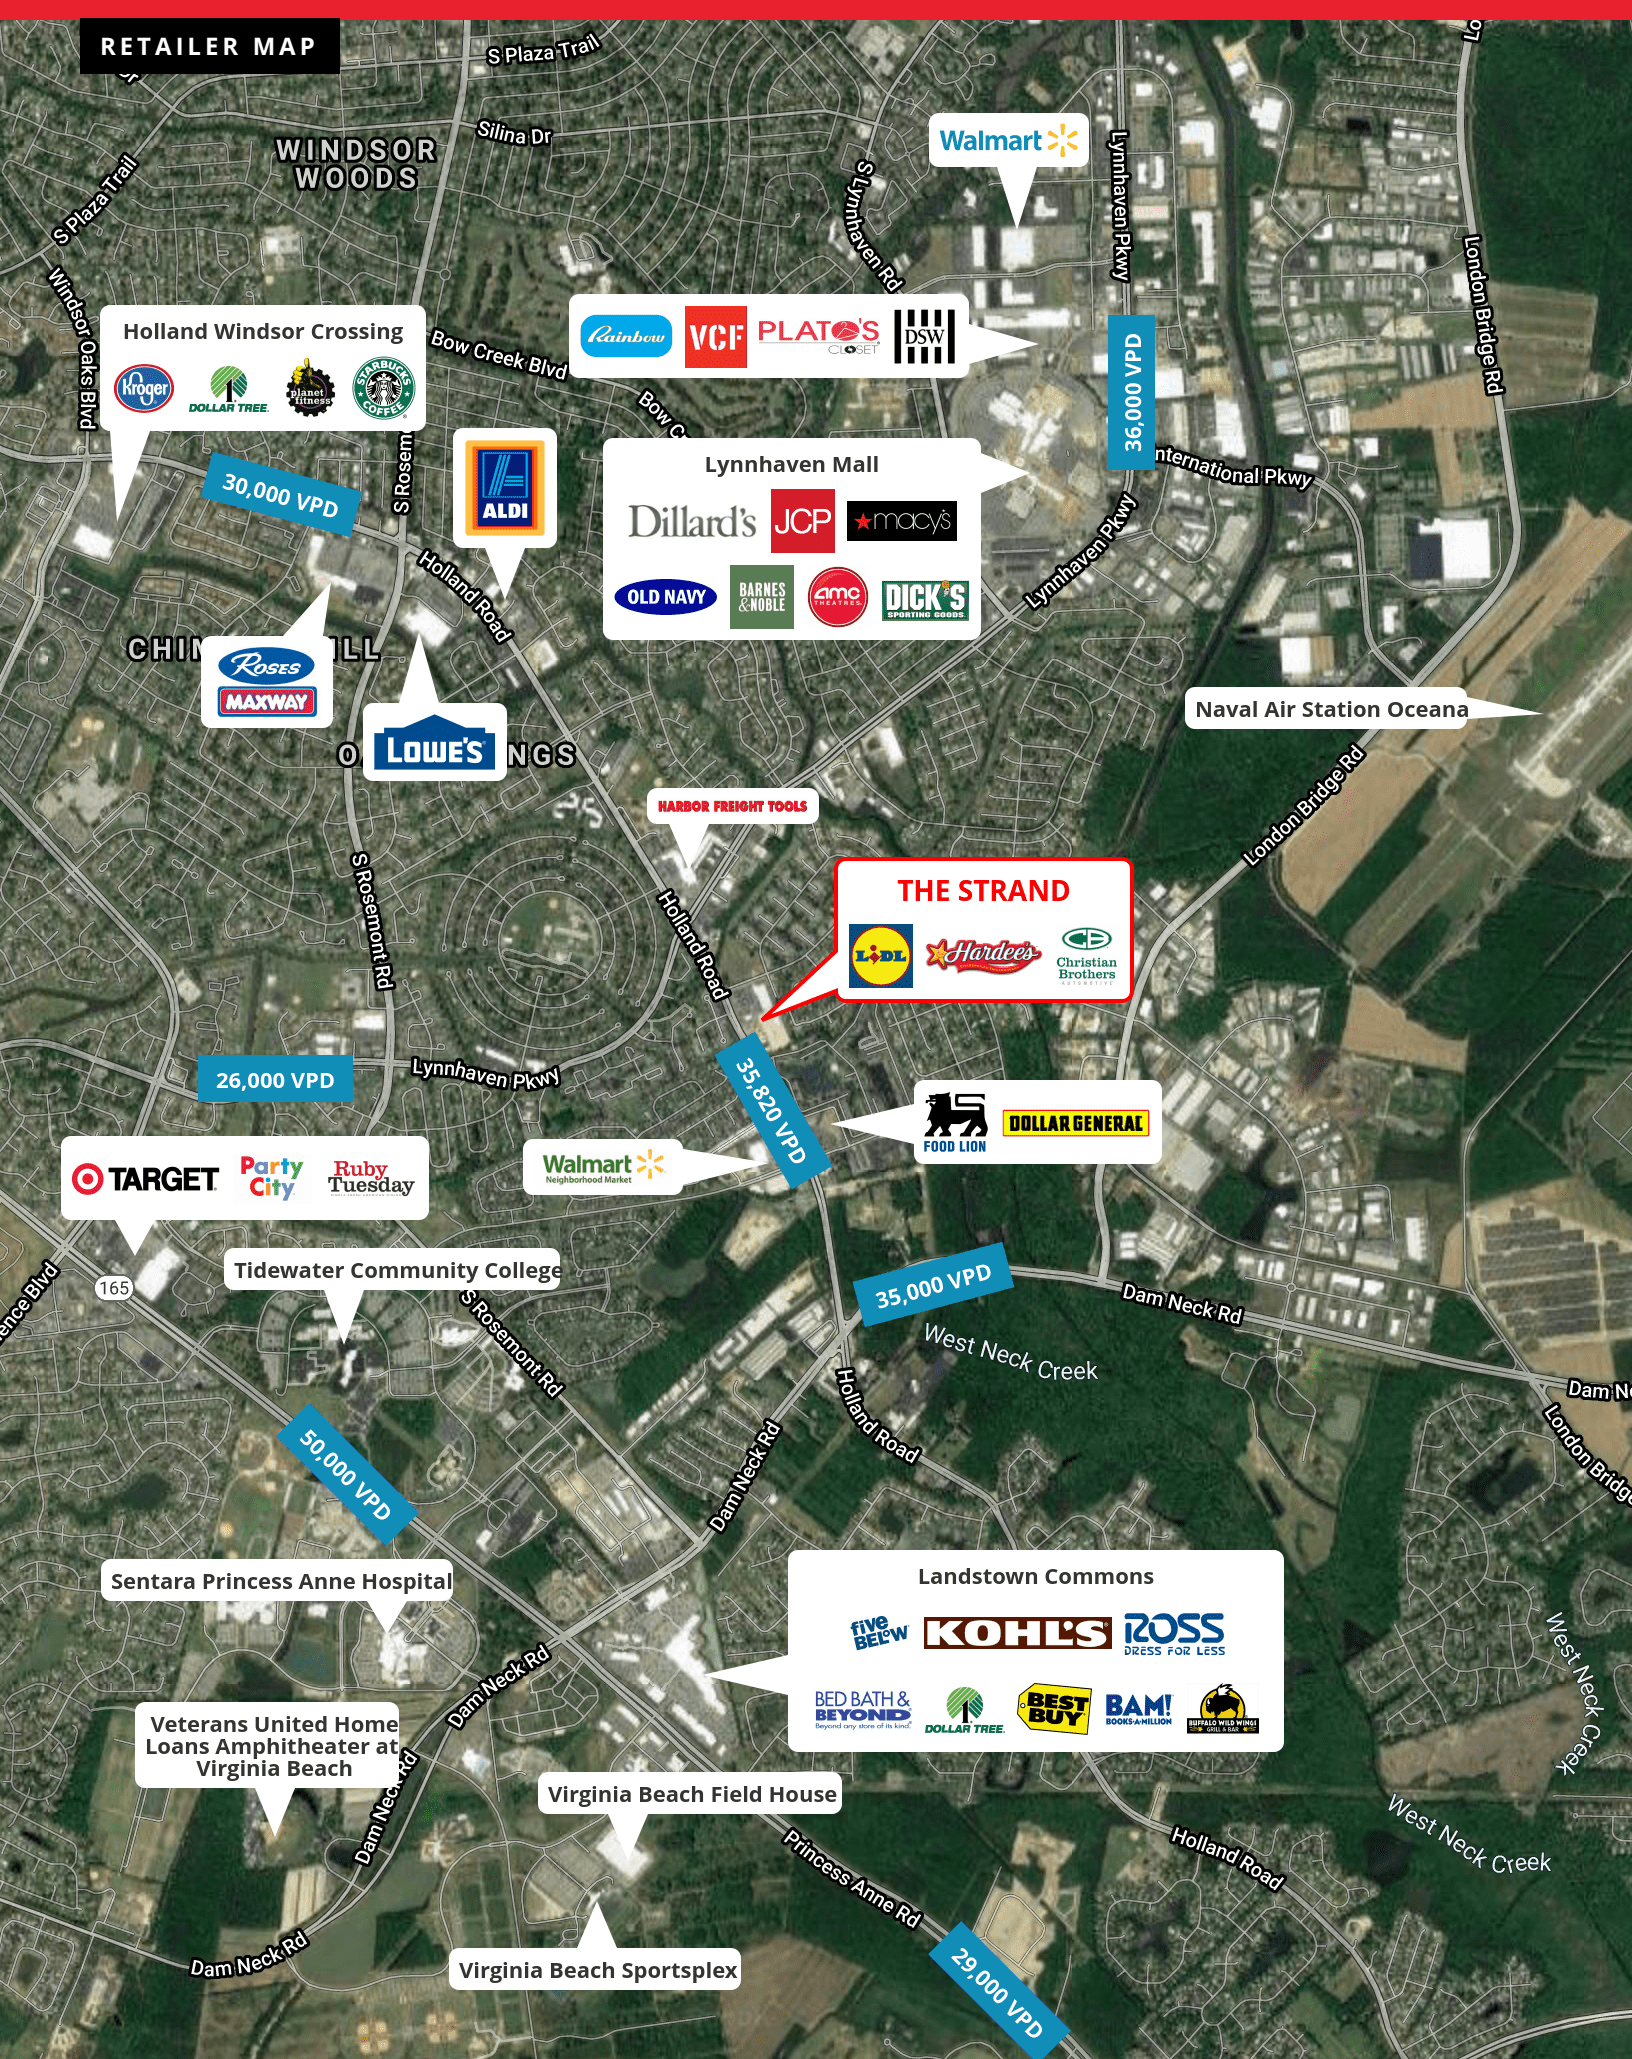 RETAILER MAP
S Plaza Trail
Silina Dr
WINDSOR
WOODS
S Plaza Trail
Walmart
S Lynnhaven Rd
Lynnhaven Pkwy
London Bridge Rd
Windsor Oaks Blvd
Holland Windsor Crossing
Kroger
DOLLAR TREE.
planet
fitness
STARBUCKS
COFFEE
Bow Creek Blvd
Rainbow
VCF
PLATO'S
CLOSET
DSW
36,000 VPD
Lynnhaven Mall
Dillard's
JCP
macy's
OLD NAVY
BARNES
&NOBLE
amc
THEATRES
DICK'S
SPORTING GOODS.
30,000 VPD
ALDI
Holland Road
Lynnhaven Pkwy
ROSES
MAXWAY
LOWE'S
Naval Air Station Oceana
London Bridge Rd
HARBOR FREIGHT TOOLS
THE STRAND
LIDL
Hardee's
CB
Christian
Brothers
AUTOMOTIVE
S Rosemont Rd
Holland Road
26,000 VPD
Lynnhaven Pkwy
35,820 VPD
FOOD LION
DOLLAR GENERAL
Walmart
Neighborhood Market
TARGET
Party
City
Ruby
Tuesday
Tidewater Community College
165
S Rosemont Rd
35,000 VPD
Dam Neck Rd
West Neck Creek
Holland Road
Dam Neck Rd
50,000 VPD
Sentara Princess Anne Hospital
Dam Neck Rd
Landstown Commons
five
BELOW
KOHL'S
ROSS
DRESS FOR LESS
BED BATH &
BEYOND
Beyond any store of its kind.
DOLLAR TREE.
BEST
BUY
BAM!
BOOKS-A-MILLION
BUFFALO WILD WINGS
GRILL & BAR
West Neck Creek
Veterans United Home
Loans Amphitheater at
Virginia Beach
Dam Neck Rd
Virginia Beach Field House
Princess Anne Rd
Holland Road
West Neck Creek
Dam Neck Rd
Virginia Beach Sportsplex
29,000 VPD